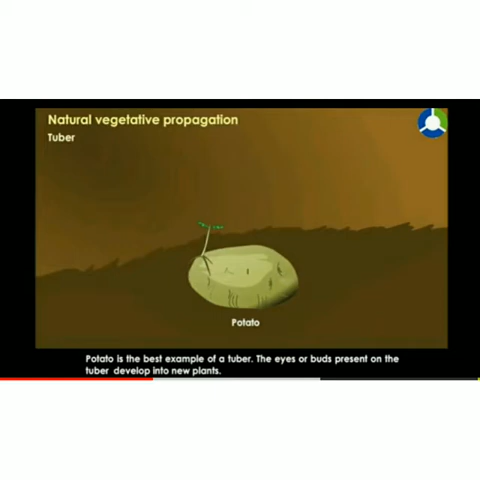 Natural vegetative propagation
Tuber
Potato
Potato is the best example of a tuber. The eyes or buds present on the
tuber develop into new plants.